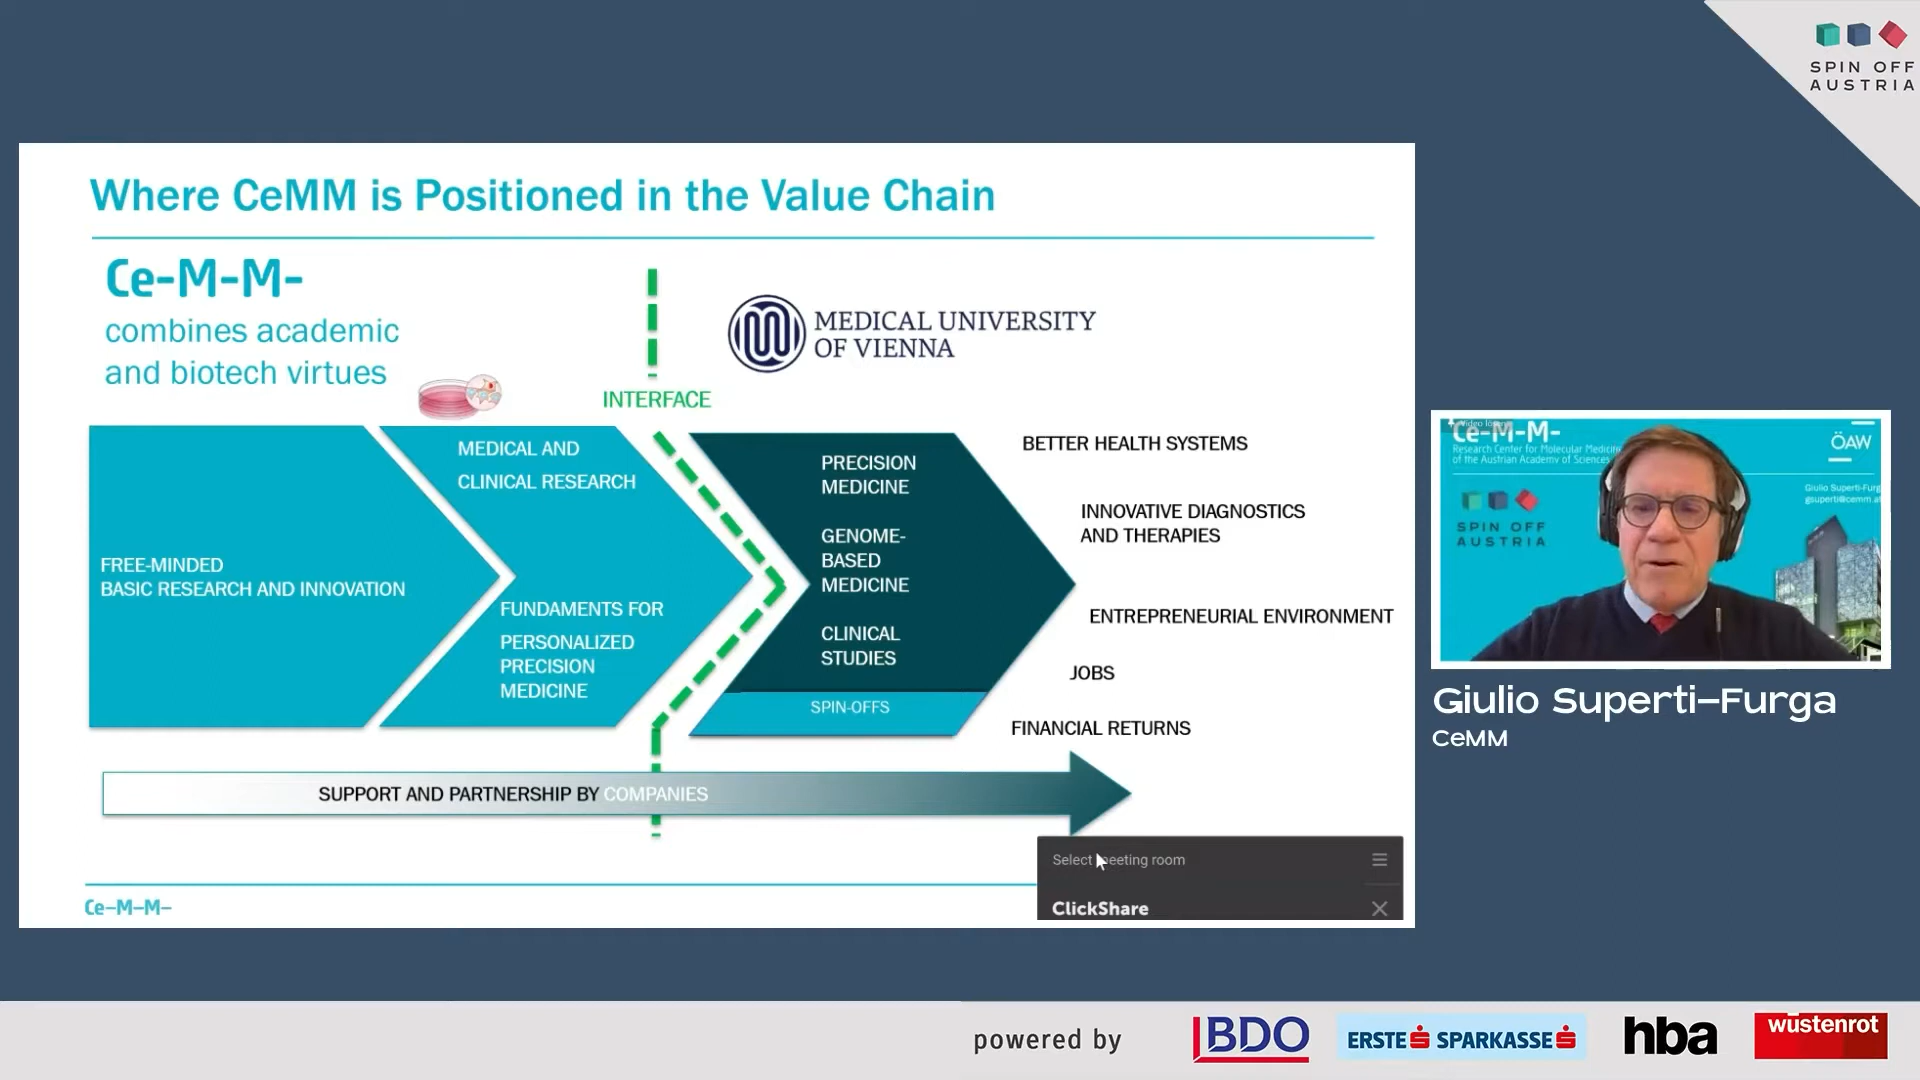 SPIN OFF
AUSTRIA
Where CeMM is Positioned in the Value Chain
Ce-M-M-
combines academic
and biotech virtues
MEDICAL UNIVERSITY
OF VIENNA
INTERFACE
FREE-MINDED
BASIC RESEARCH AND INNOVATION
MEDICAL AND
CLINICAL RESEARCH
FUNDAMENTS FOR
PERSONALIZED
PRECISION
MEDICINE
PRECISION
MEDICINE
GENOME-
BASED
MEDICINE
CLINICAL
STUDIES
SPIN-OFFS
BETTER HEALTH SYSTEMS
INNOVATIVE DIAGNOSTICS
AND THERAPIES
ENTREPRENEURIAL ENVIRONMENT
JOBS
FINANCIAL RETURNS
SUPPORT AND PARTNERSHIP BY COMPANIES
Select meeting room
ClickShare
Ce-M-M-
Ce-M-M-
Research Center for Molecular Medicin
of the Austrian Academy of Sciences
ÖAW
Giulio Superti-Furg
gsuperti@cemm.at
SPIN OFF
AUSTRIA
Giulio Superti-Furga
CeMM
powered by
BDO
ERSTE SPARKASSE
hba
wüstenrot